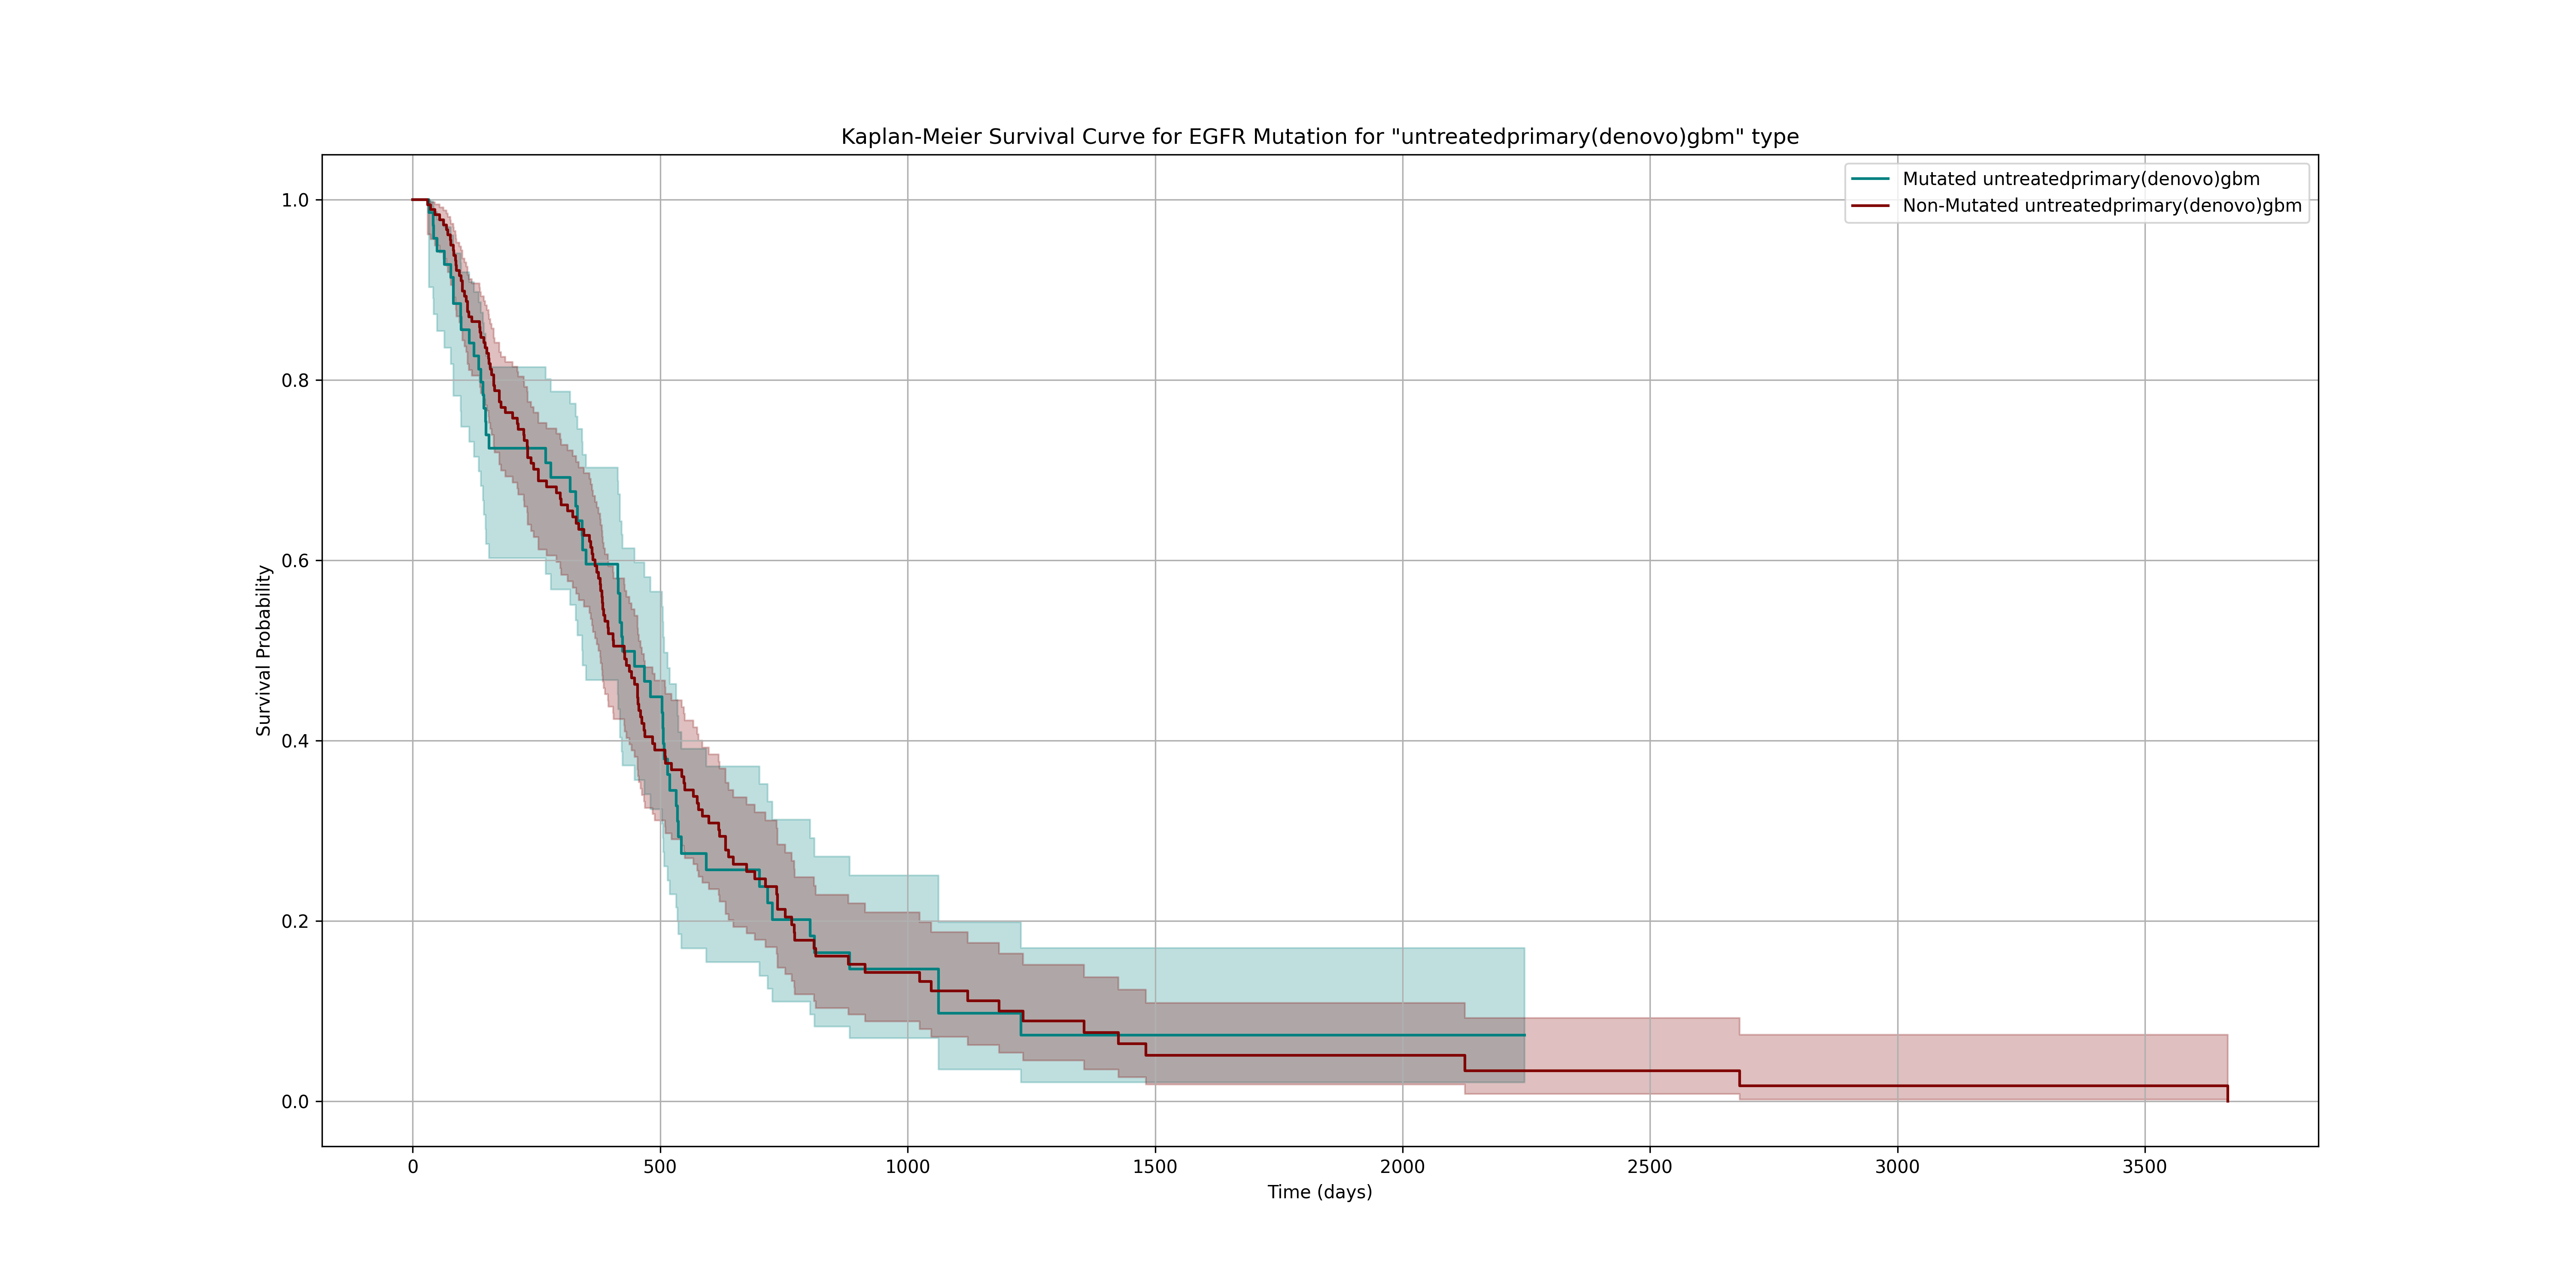 Kaplan-Meier Survival Curve for EGFR Mutation for "untreatedprimary(denovo)gbm" type
Mutated untreatedprimary(denovo)gbm
Non-Mutated untreatedprimary(denovo)gbm
1.0
0.8
0.6
0.4
0.2
0.0
Survival Probability
0 500 1000 1500 2000 2500 3000 3500
Time (days)